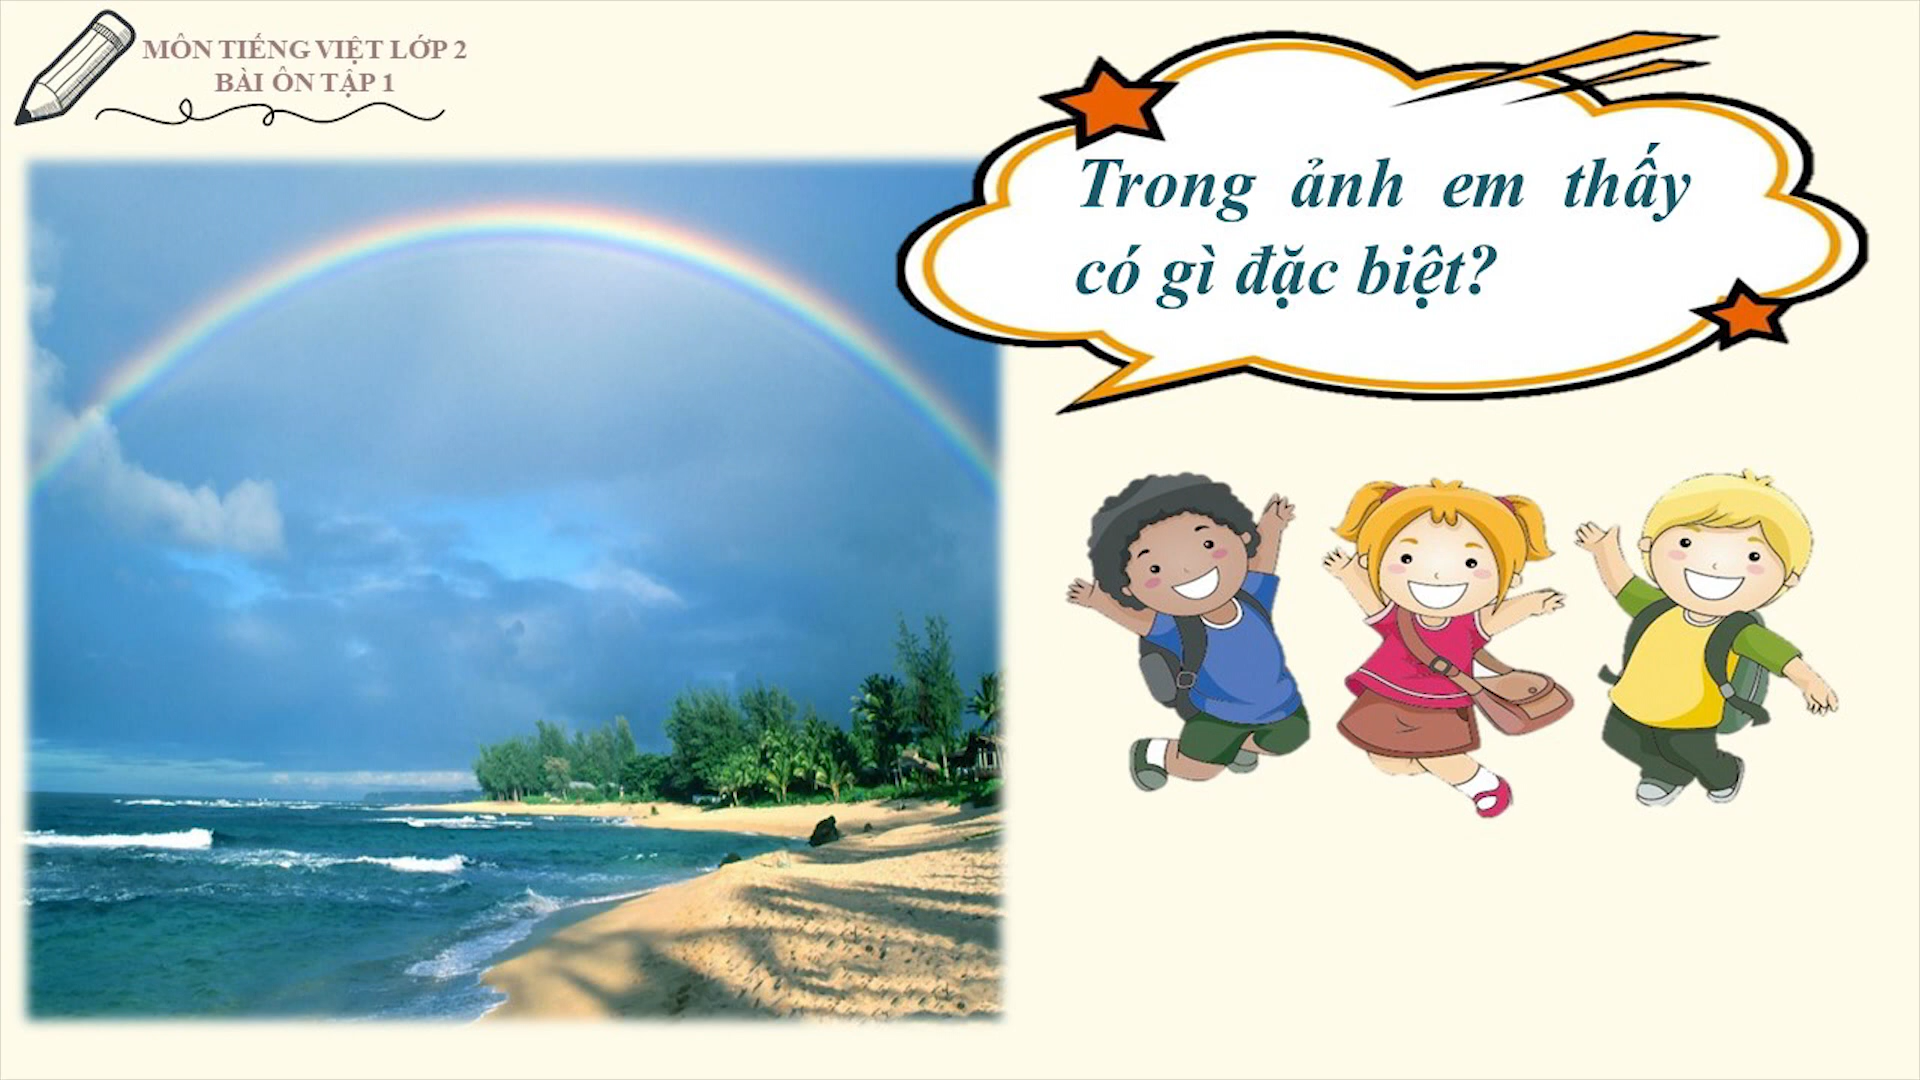 MÔN TIẾNG VIỆT LỚP 2
BÀI ÔN TẬP 1
Trong ảnh em thấy
có gì đặc biệt?